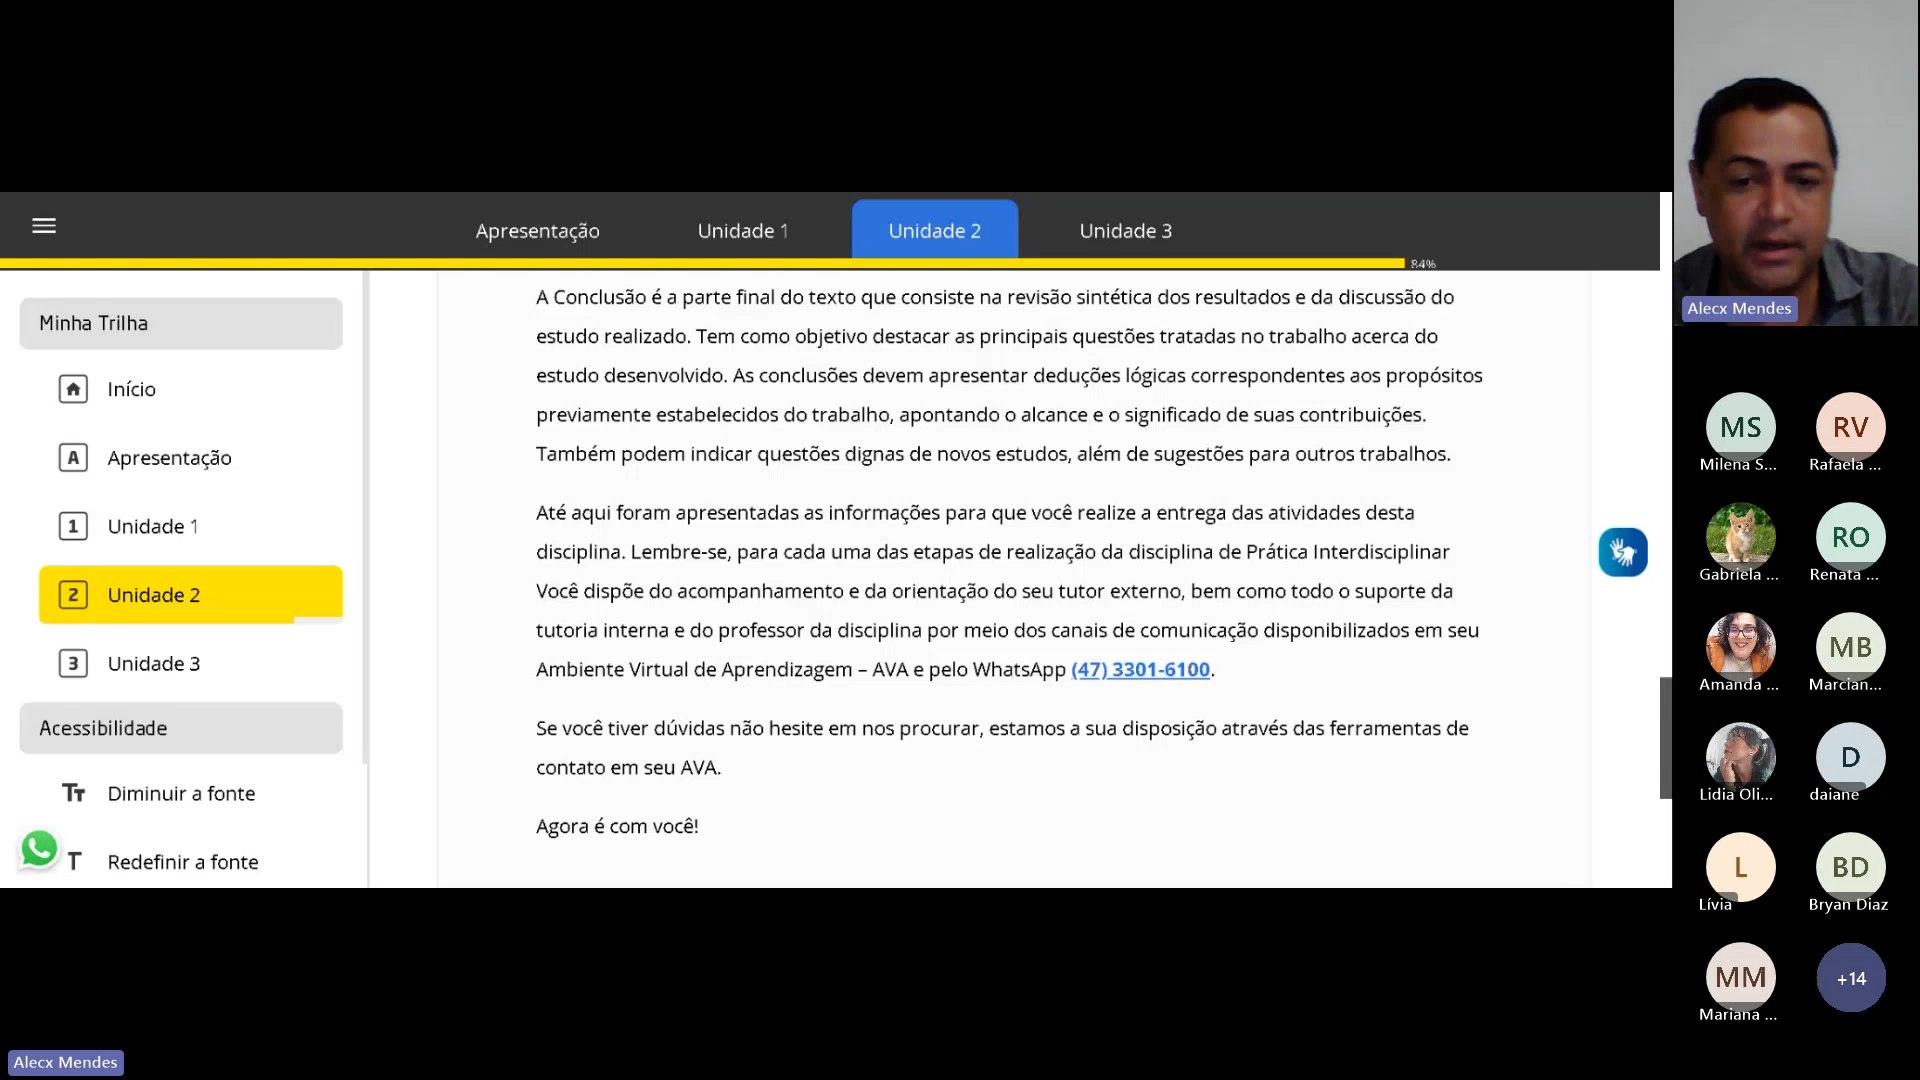 Apresentação
Unidade 1
Unidade 2
Unidade 3
84%
Minha Trilha
Início
A
Apresentação
1
Unidade 1
2
Unidade 2
3
Unidade 3
Acessibilidade
Diminuir a fonte
Redefinir a fonte
A Conclusão é a parte final do texto que consiste na revisão sintética dos resultados e da discussão do
estudo realizado. Tem como objetivo destacar as principais questões tratadas no trabalho acerca do
estudo desenvolvido. As conclusões devem apresentar deduções lógicas correspondentes aos propósitos
previamente estabelecidos do trabalho, apontando o alcance e o significado de suas contribuições.
Também podem indicar questões dignas de novos estudos, além de sugestões para outros trabalhos.
Até aqui foram apresentadas as informações para que você realize a entrega das atividades desta
disciplina. Lembre-se, para cada uma das etapas de realização da disciplina de Prática Interdisciplinar
Você dispõe do acompanhamento e da orientação do seu tutor externo, bem como todo o suporte da
tutoria interna e do professor da disciplina por meio dos canais de comunicação disponibilizados em seu
Ambiente Virtual de Aprendizagem – AVA e pelo WhatsApp (47) 3301-6100.
Se você tiver dúvidas não hesite em nos procurar, estamos a sua disposição através das ferramentas de
contato em seu AVA.
Agora é com você!
Alecx Mendes
MS
Milena S...
RV
Rafaela ...
Gabriela ...
RO
Renata ...
Amanda ...
MB
Marcian...
Lidia Oli...
D
daiane
L
Lívia
BD
Bryan Diaz
MM
Mariana ...
+14
Alecx Mendes